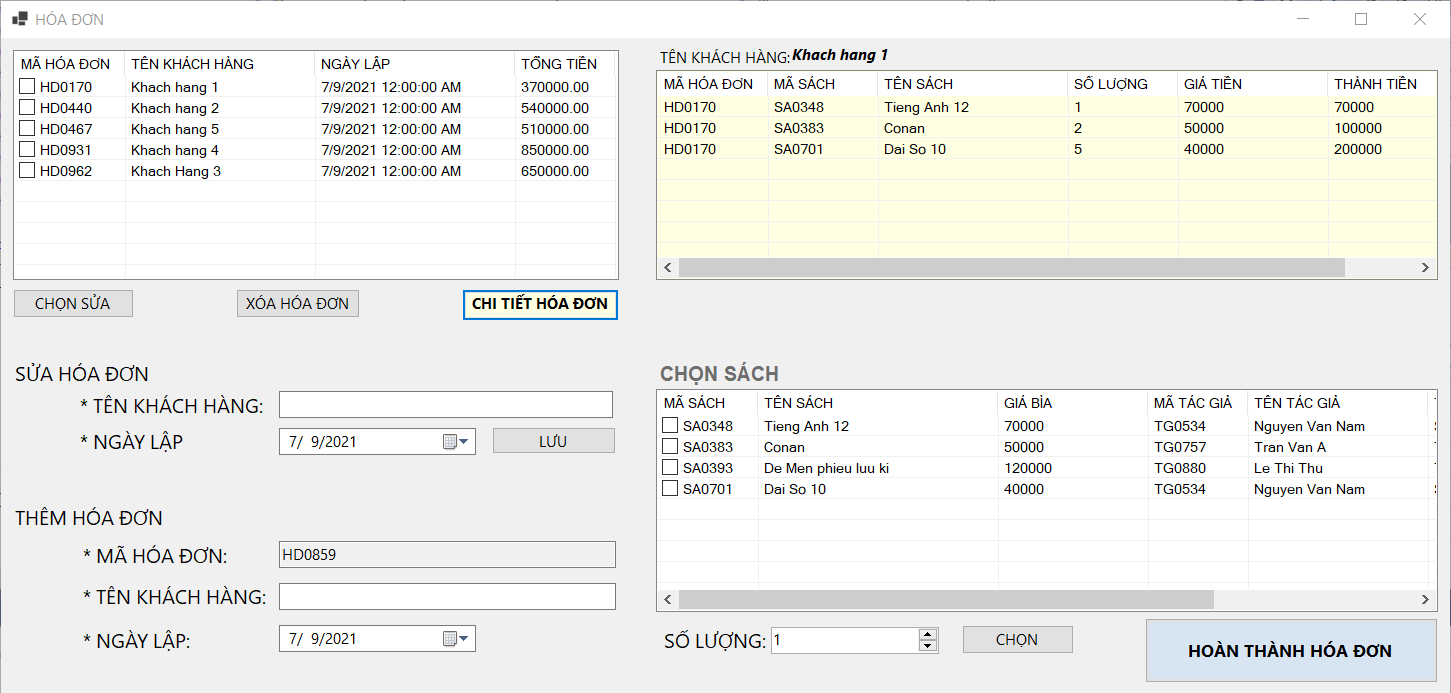 HÓA ĐƠN
MÃ HÓA ĐƠN TÊN KHÁCH HÀNG NGÀY LẬP TỔNG TIỀN
HD0170 Khach hang 1 7/9/2021 12:00:00 AM 370000.00
HD0440 Khach hang 2 7/9/2021 12:00:00 AM 540000.00
HD0467 Khach hang 5 7/9/2021 12:00:00 AM 510000.00
HD0931 Khach hang 4 7/9/2021 12:00:00 AM 850000.00
HD0962 Khach Hang 3 7/9/2021 12:00:00 AM 650000.00
CHỌN SỬA XÓA HÓA ĐƠN CHI TIẾT HÓA ĐƠN
TÊN KHÁCH HÀNG: Khach hang 1
MÃ HÓA ĐƠN MÃ SÁCH TÊN SÁCH SỐ LƯỢNG GIÁ TIỀN THÀNH TIỀN
HD0170 SA0348 Tieng Anh 12 1 70000 70000
HD0170 SA0383 Conan 2 50000 100000
HD0170 SA0701 Dai So 10 5 40000 200000
SỬA HÓA ĐƠN
* TÊN KHÁCH HÀNG:
* NGÀY LẬP 7/ 9/2021 LƯU
THÊM HÓA ĐƠN
* MÃ HÓA ĐƠN: HD0859
* TÊN KHÁCH HÀNG:
* NGÀY LẬP: 7/ 9/2021
CHỌN SÁCH
MÃ SÁCH TÊN SÁCH GIÁ BÌA MÃ TÁC GIẢ TÊN TÁC GIẢ
SA0348 Tieng Anh 12 70000 TG0534 Nguyen Van Nam
SA0383 Conan 50000 TG0757 Tran Van A
SA0393 De Men phieu luu ki 120000 TG0880 Le Thi Thu
SA0701 Dai So 10 40000 TG0534 Nguyen Van Nam
SỐ LƯỢNG: 1 CHỌN HOÀN THÀNH HÓA ĐƠN